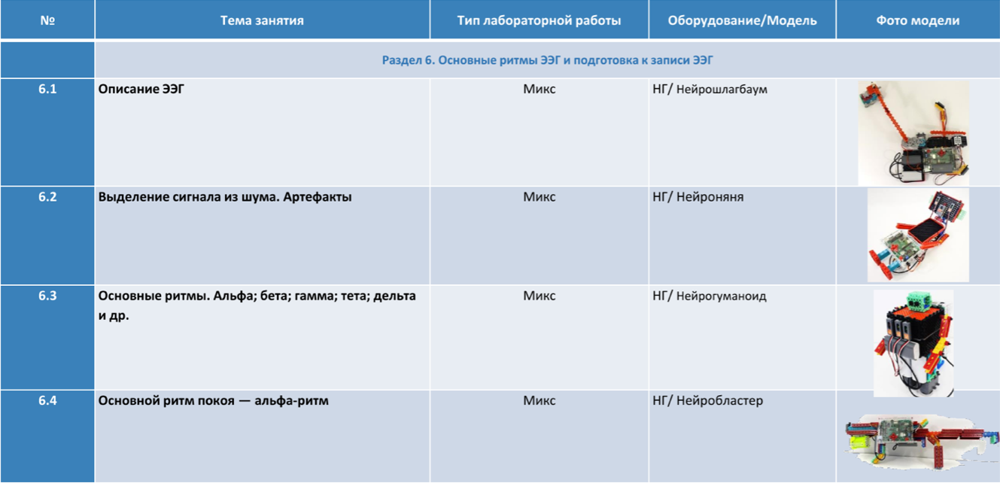 № Тема занятия Тип лабораторной работы Оборудование/Модель Фото модели
Раздел 6. Основные ритмы ЭЭГ и подготовка к записи ЭЭГ
6.1 Описание ЭЭГ Микс НГ/ Нейрошлагбаум
6.2 Выделение сигнала из шума. Артефакты Микс НГ/ Нейроняня
6.3 Основные ритмы. Альфа; бета; гамма; тета; дельта Микс НГ/ Нейрогуманоид
и др.
6.4 Основной ритм покоя — альфа-ритм Микс НГ/ Нейробластер